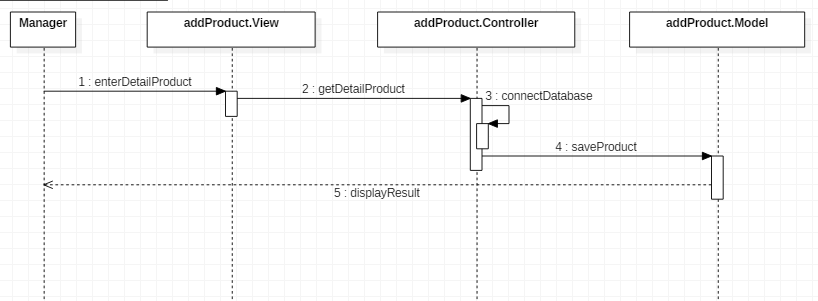 Manager
addProduct.View
addProduct.Controller
addProduct.Model
1 : enterDetailProduct
2 : getDetailProduct
3 : connectDatabase
4 : saveProduct
5 : displayResult